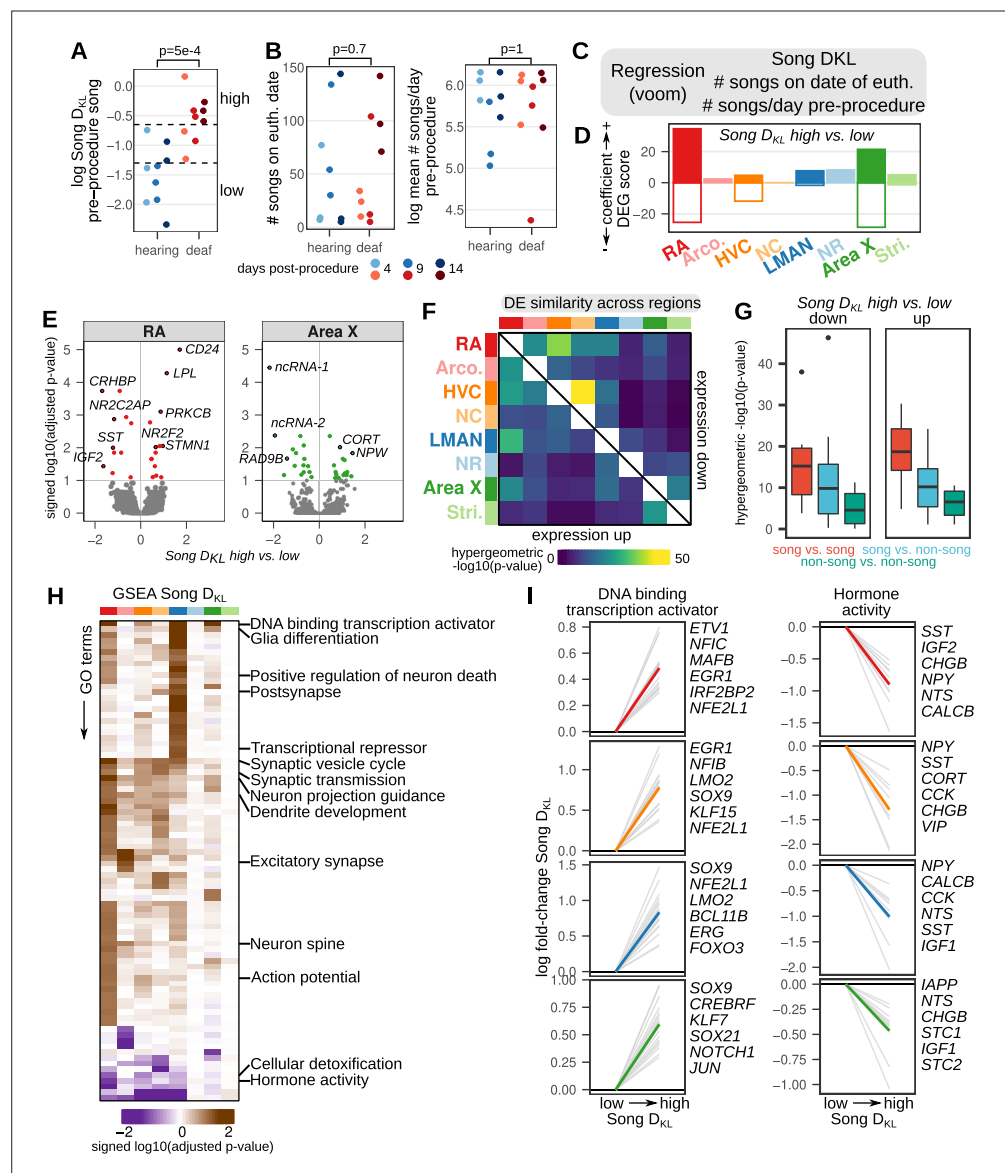 A
p=5e-4
log Song DKL
pre−procedure song
0.0
−0.5
−1.0
−1.5
−2.0
high
low
hearing deaf
B
p=0.7
# songs on euth. date
150
100
50
0
hearing deaf
p=1
log mean # songs/day
pre-procedure
6.0
5.5
5.0
4.5
hearing deaf
days post-procedure 4 9 14
C
Regression
(voom)
Song DKL
# songs on date of euth.
# songs/day pre-procedure
D
Song DKL high vs. low
- coefficient +
DEG score
20
0
−20
RA
Arco.
HVC
NC
LMAN
NR
Area X
Stri.
E
RA
Area X
signed log10(adjusted p-value)
5
4
3
2
1
0
CD24
LPL
CRHBP
NR2C2AP
PRKCB
SST
NR2F2
STMN1
IGF2
−2 0 2
5
4
3
2
1
0
ncRNA-1
ncRNA-2
CORT
RAD9B
NPW
−2 0 2
Song DKL high vs. low
F
DE similarity across regions
RA
Arco.
HVC
NC
LMAN
NR
Area X
Stri.
expression down
expression up
hypergeometric
-log10(p-value)
0 50
G
Song DKL high vs. low
down up
hypergeometric -log10(p-value)
40
30
20
10
0
song vs. song song vs. non-song
non-song vs. non-song
H
GSEA Song DKL
GO terms
DNA binding transcription activator
Glia differentiation
Positive regulation of neuron death
Postsynapse
Transcriptional repressor
Synaptic vesicle cycle
Synaptic transmission
Neuron projection guidance
Dendrite development
Excitatory synapse
Neuron spine
Action potential
Cellular detoxification
Hormone activity
−2 0 2
signed log10(adjusted p-value)
I
DNA binding
transcription activator
Hormone
activity
log fold-change Song DKL
0.8
0.6
0.4
0.2
0.0
ETV1
NFIC
MAFB
EGR1
IRF2BP2
NFE2L1
0.0
−0.5
−1.0
−1.5
SST
IGF2
CHGB
NPY
NTS
CALCB
1.0
0.5
0.0
EGR1
NFIB
LMO2
SOX9
KLF15
NFE2L1
0.0
−0.5
−1.0
−1.5
−2.0
NPY
SST
CORT
CCK
CHGB
VIP
1.5
1.0
0.5
0.0
SOX9
NFE2L1
LMO2
BCL11B
ERG
FOXO3
0.0
−0.5
−1.0
−1.5
−2.0
NPY
CALCB
CCK
NTS
SST
IGF1
1.00
0.75
0.50
0.25
0.00
SOX9
CREBRF
KLF7
SOX21
NOTCH1
JUN
0.00
−0.25
−0.50
−0.75
−1.00
IAPP
NTS
CHGB
STC1
IGF1
STC2
low high
Song DKL
low high
Song DKL